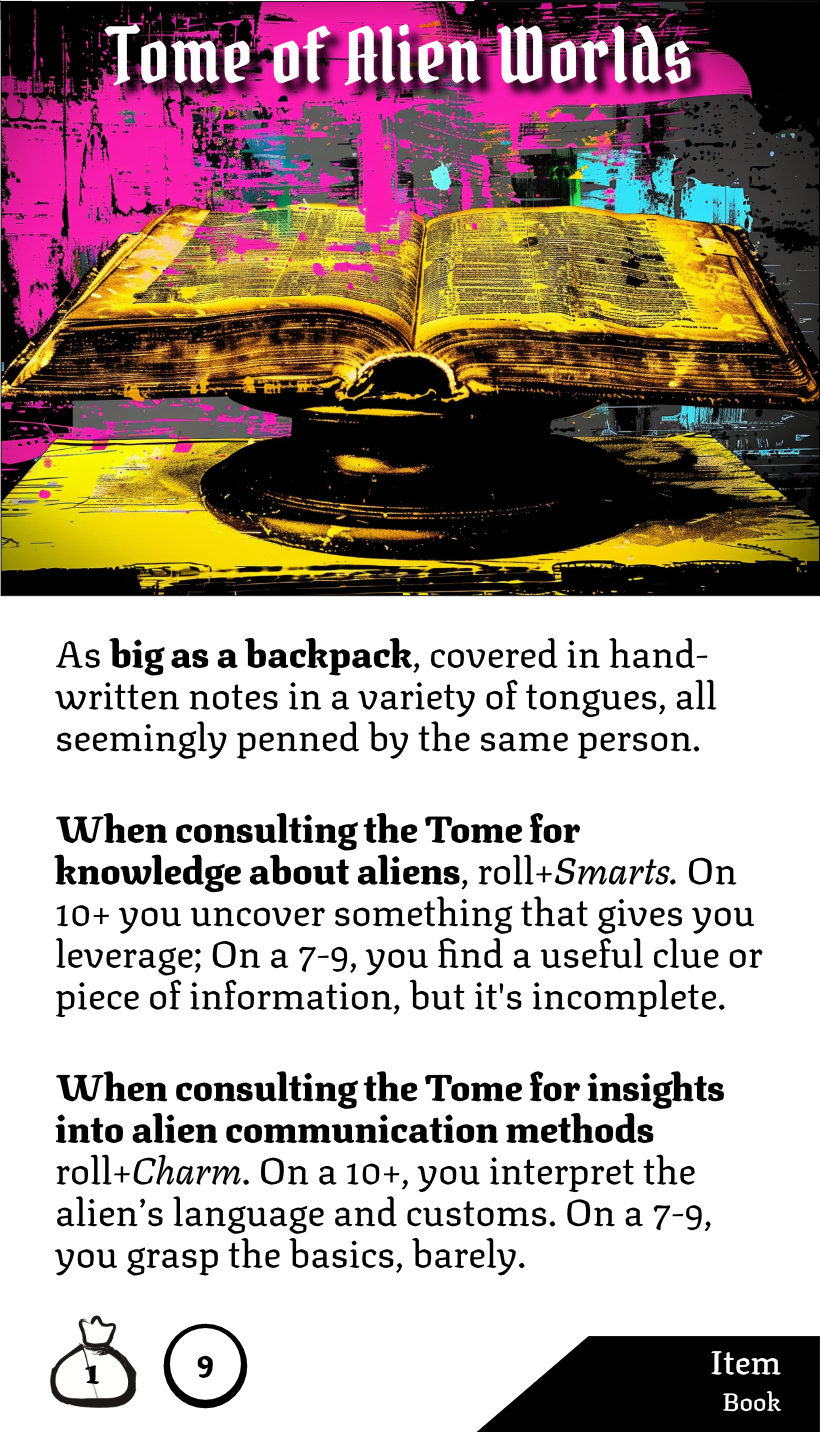 Tome of Alien Worlds
As big as a backpack, covered in hand-
written notes in a variety of tongues, all
seemingly penned by the same person.
When consulting the Tome for
knowledge about aliens, roll+Smarts. On
10+ you uncover something that gives you
leverage; On a 7-9, you find a useful clue or
piece of information, but it's incomplete.
When consulting the Tome for insights
into alien communication methods
roll+Charm. On a 10+, you interpret the
alien’s language and customs. On a 7-9,
you grasp the basics, barely.
1
9
Item
Book